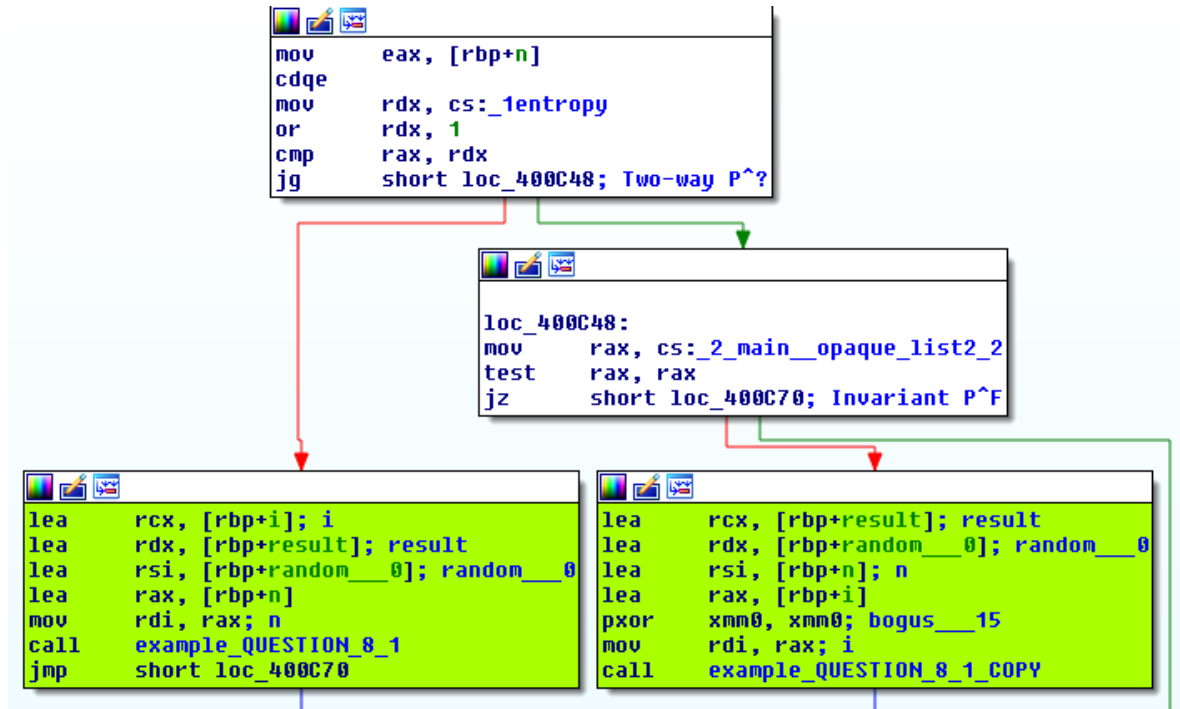 mov eax, [rbp+n]
cdqe
mov rdx, cs:_1entropy
or rdx, 1
cmp rax, rdx
jg short loc_400C48; Two-way P^?
loc_400C48:
mov rax, cs:_2_main__opaque_list2_2
test rax, rax
jz short loc_400C70; Invariant P^F
lea rcx, [rbp+i]; i
lea rdx, [rbp+result]; result
lea rsi, [rbp+random___0]; random___0
lea rax, [rbp+n]
mov rdi, rax; n
call example_QUESTION_8_1
jmp short loc_400C70
lea rcx, [rbp+result]; result
lea rdx, [rbp+random___0]; random___0
lea rsi, [rbp+n]; n
lea rax, [rbp+i]
pxor xmm0, xmm0; bogus___15
mov rdi, rax; i
call example_QUESTION_8_1_COPY